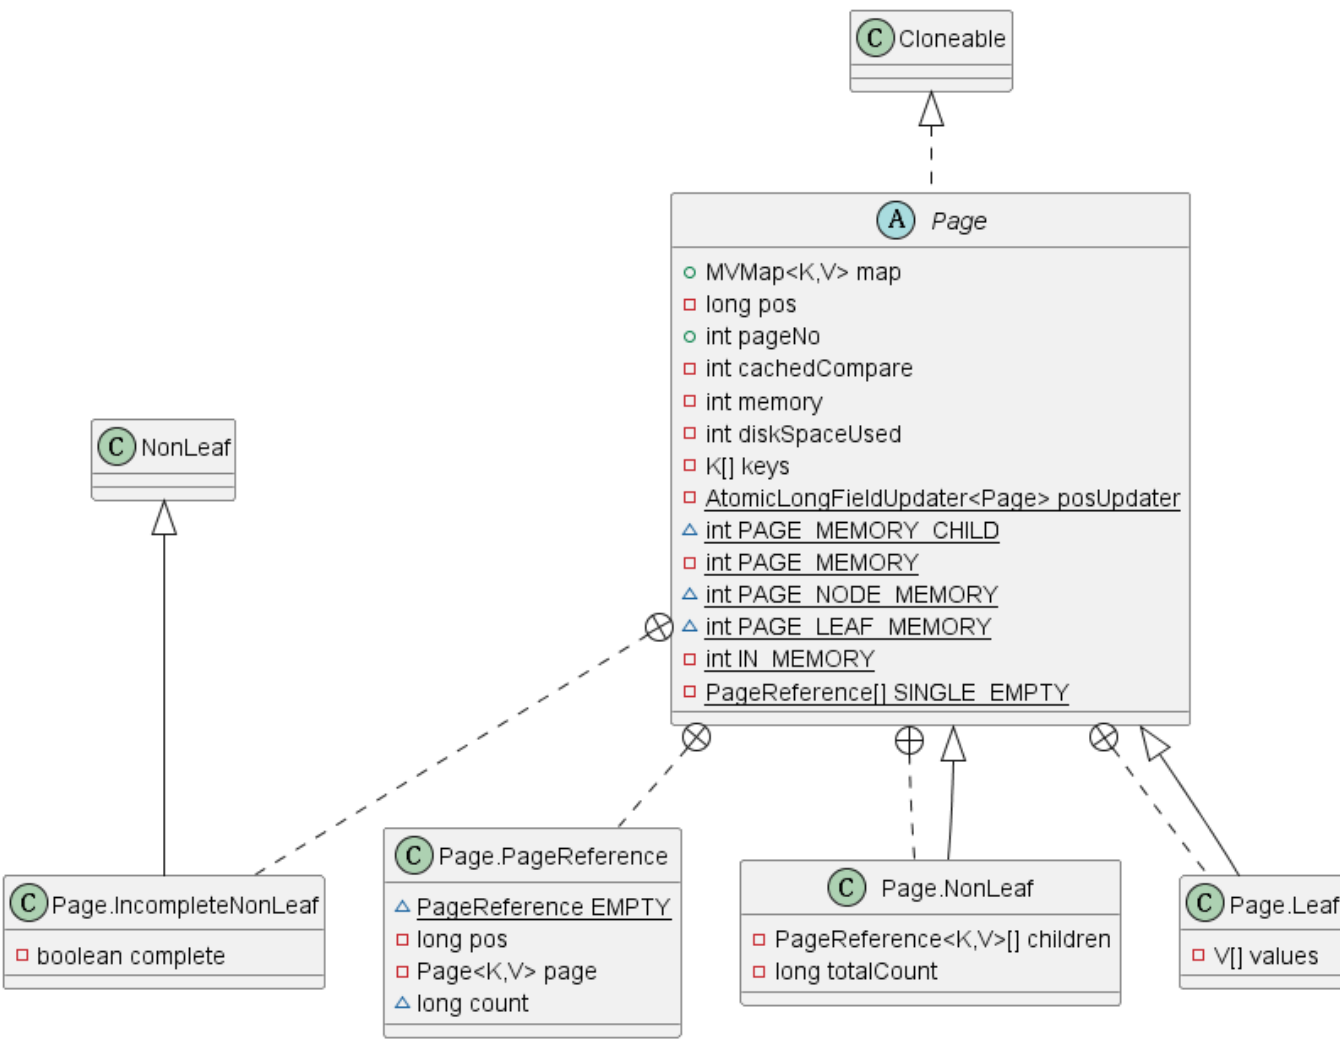 C Cloneable
A Page
MVMap<K,V> map
long pos
int pageNo
int cachedCompare
int memory
int diskSpaceUsed
K[] keys
AtomicLongFieldUpdater<Page> posUpdater
int PAGE_MEMORY_CHILD
int PAGE_MEMORY
int PAGE_NODE_MEMORY
int PAGE_LEAF_MEMORY
int IN_MEMORY
PageReference[] SINGLE_EMPTY
C NonLeaf
C Page.IncompleteNonLeaf
boolean complete
C Page.PageReference
PageReference EMPTY
long pos
Page<K,V> page
long count
C Page.NonLeaf
PageReference<K,V>[] children
long totalCount
C Page.Leaf
V[] values